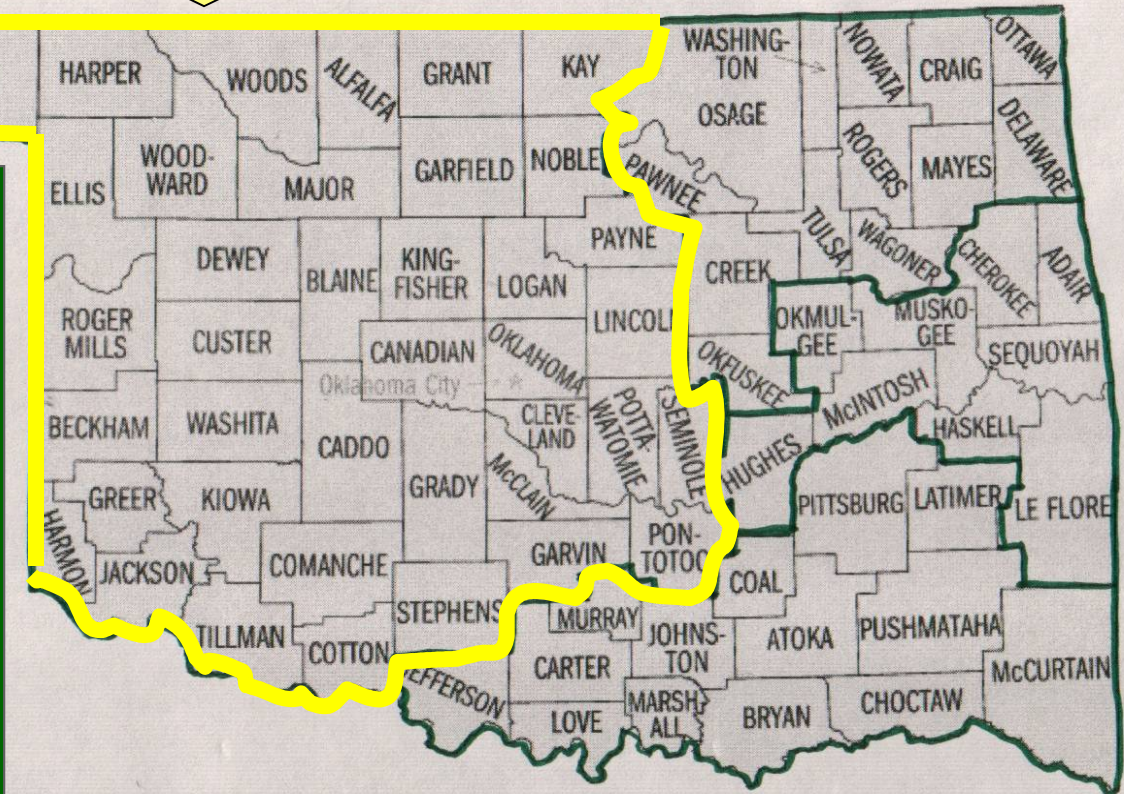 HARPER
WOODS
ALFALFA
GRANT
KAY
WASHING-
TON
OSAGE
NOWATA
CRAIG
OTTAWA
DELAWARE
ELLIS
WOOD-
WARD
MAJOR
GARFIELD
NOBLE
PAWNEE
ROGERS
MAYES
DEWEY
BLAINE
KING-
FISHER
LOGAN
PAYNE
CREEK
TULSA
WAGONER
CHEROKEE
ADAIR
ROGER
MILLS
CUSTER
CANADIAN
OKLAHOMA
LINCOL
OKMUL-
GEE
MUSKO-
GEE
SEQUOYAH
Oklahoma City
BECKHAM
WASHITA
CADDO
GRADY
CLEVE-
LAND
McCLAIN
POTTA-
WATOMIE
SEMINOLE
OKFUSKEE
HUGHES
McINTOSH
HASKELL
GREER
KIOWA
HARMON
JACKSON
COMANCHE
GARVIN
PON-
TOTOC
PITTSBURG
LATIMER
LE FLORE
TILLMAN
COTTON
STEPHENS
MURRAY
JOHNS-
TON
COAL
ATOKA
PUSHMATAHA
McCURTAIN
JEFFERSON
CARTER
LOVE
MARSH
ALL
BRYAN
CHOCTAW